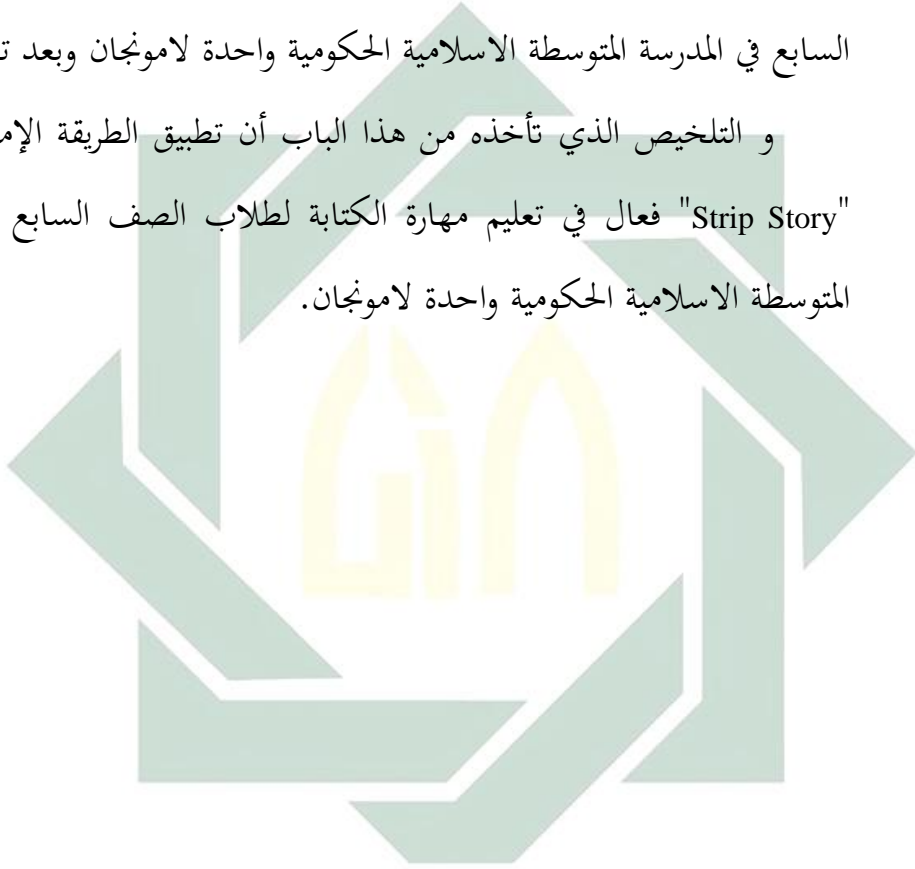 السابع في المدرسة المتوسطة الاسلامية الحكومية واحدة لامونجان وبعد
و التلخيص الذي تأخذه من هذا الباب أن تطبيق الطريقة
"Strip Story" فعال في تعليم مهارة الكتابة لطلاب الصف السابع
المتوسطة الاسلامية الحكومية واحدة لامونجان.